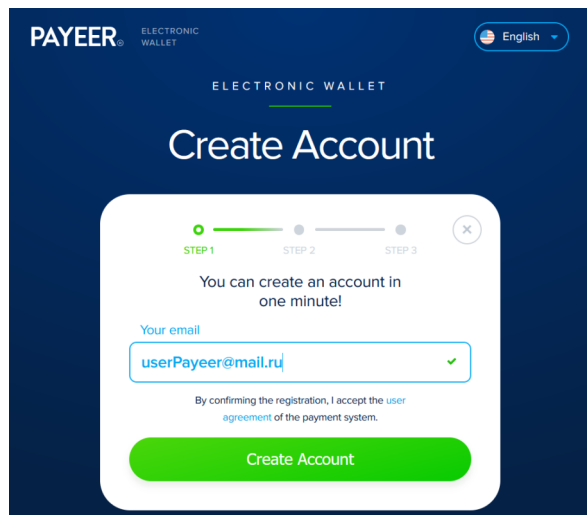 PAYEER®
ELECTRONIC
WALLET
English
ELECTRONIC WALLET
Create Account
STEP 1 STEP 2 STEP 3
You can create an account in
one minute!
Your email
userPayeer@mail.ru
By confirming the registration, I accept the user
agreement of the payment system.
Create Account